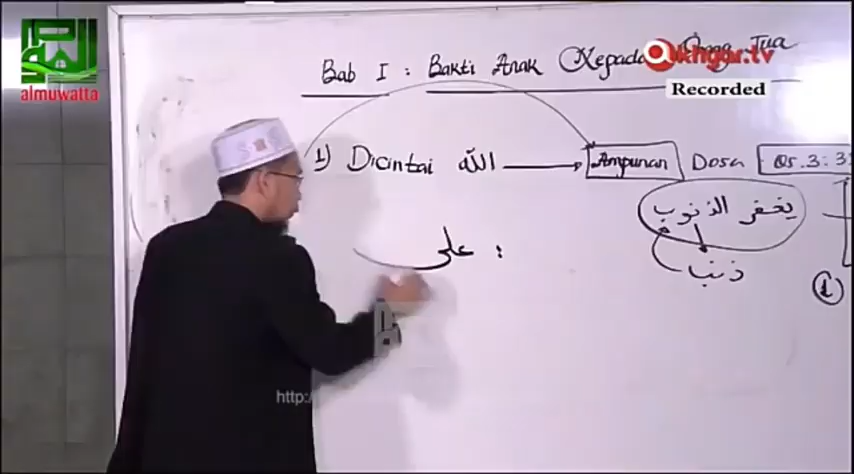 almuwatta
khgar.tv
Recorded
Bab I : Bakti Anak Kepada Orang Tua
1) Dicintai الله Ampunan Dosa QS. 3: 3
يغفر الذنوب
ذنب
على :
http:/